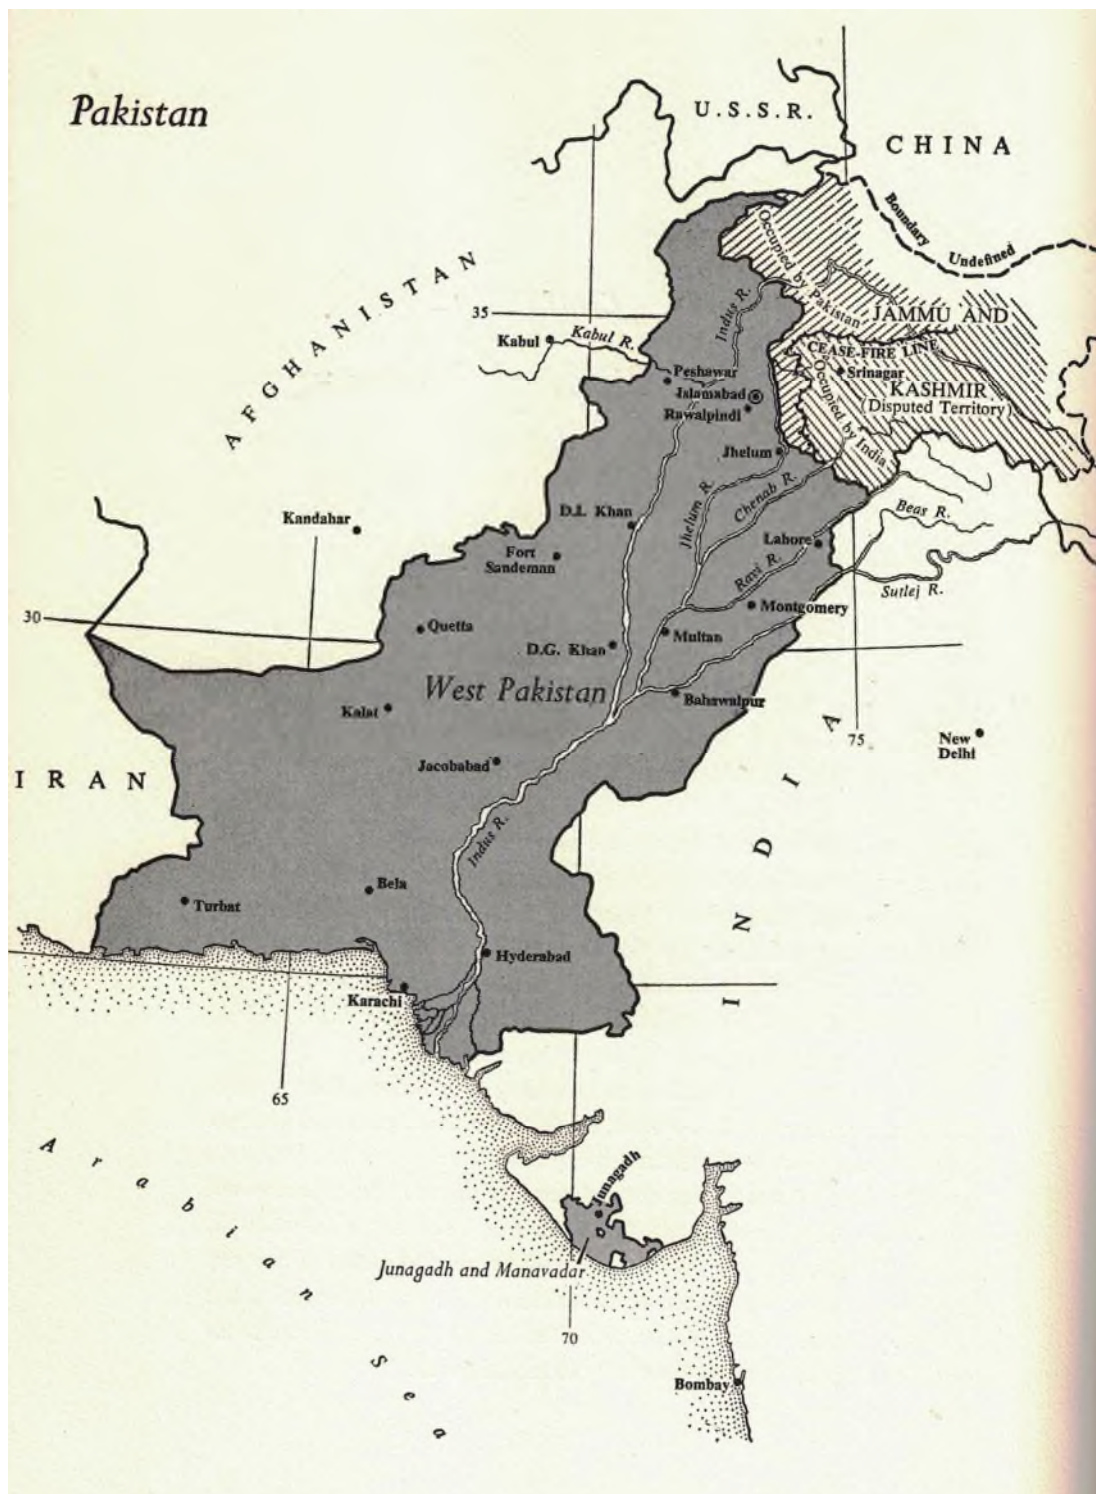 Pakistan
U.S.S.R.
CHINA
Boundary
Undefined
AFGHANISTAN
Occupied by Pakistan
35
Kabul
Kabul R.
Indus R.
JAMMU AND
CEASE-FIRE LINE
Srinagar
KASHMIR
(Disputed Territory)
Occupied by India
Peshawar
Islamabad
Rawalpindi
Jhelum
Jhelum R.
Chenab R.
D.I. Khan
Kandahar
Fort
Sandeman
Lahore
Beas R.
Ravi R.
Sutlej R.
30
Quetta
Montgomery
Multan
D.G. Khan
West Pakistan
Bahawalpur
Kalat
75
New
Delhi
Jacobabad
IRAN
INDIA
Indus R.
Bela
Turbat
Hyderabad
Karachi
65
Arabian Sea
Junagadh
Junagadh and Manavadar
70
Bombay